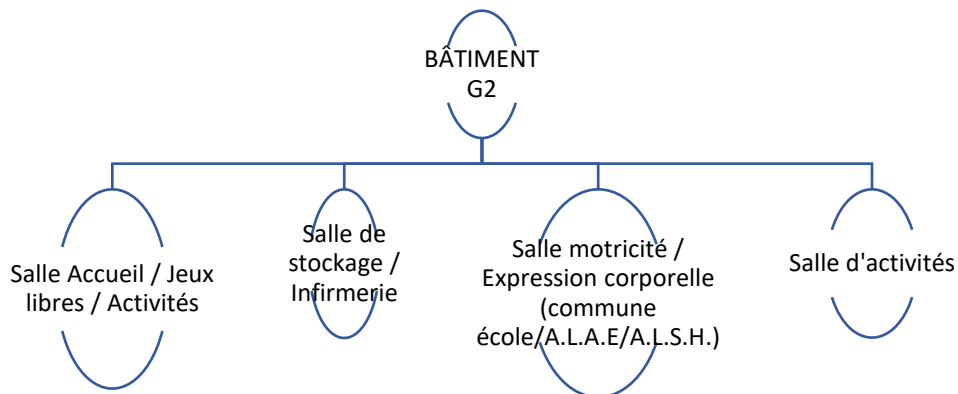 BÂTIMENT
G2
Salle Accueil / Jeux
libres / Activités
Salle de
stockage /
Infirmerie
Salle motricité /
Expression corporelle
(commune
école/A.L.A.E/A.L.S.H.)
Salle d'activités